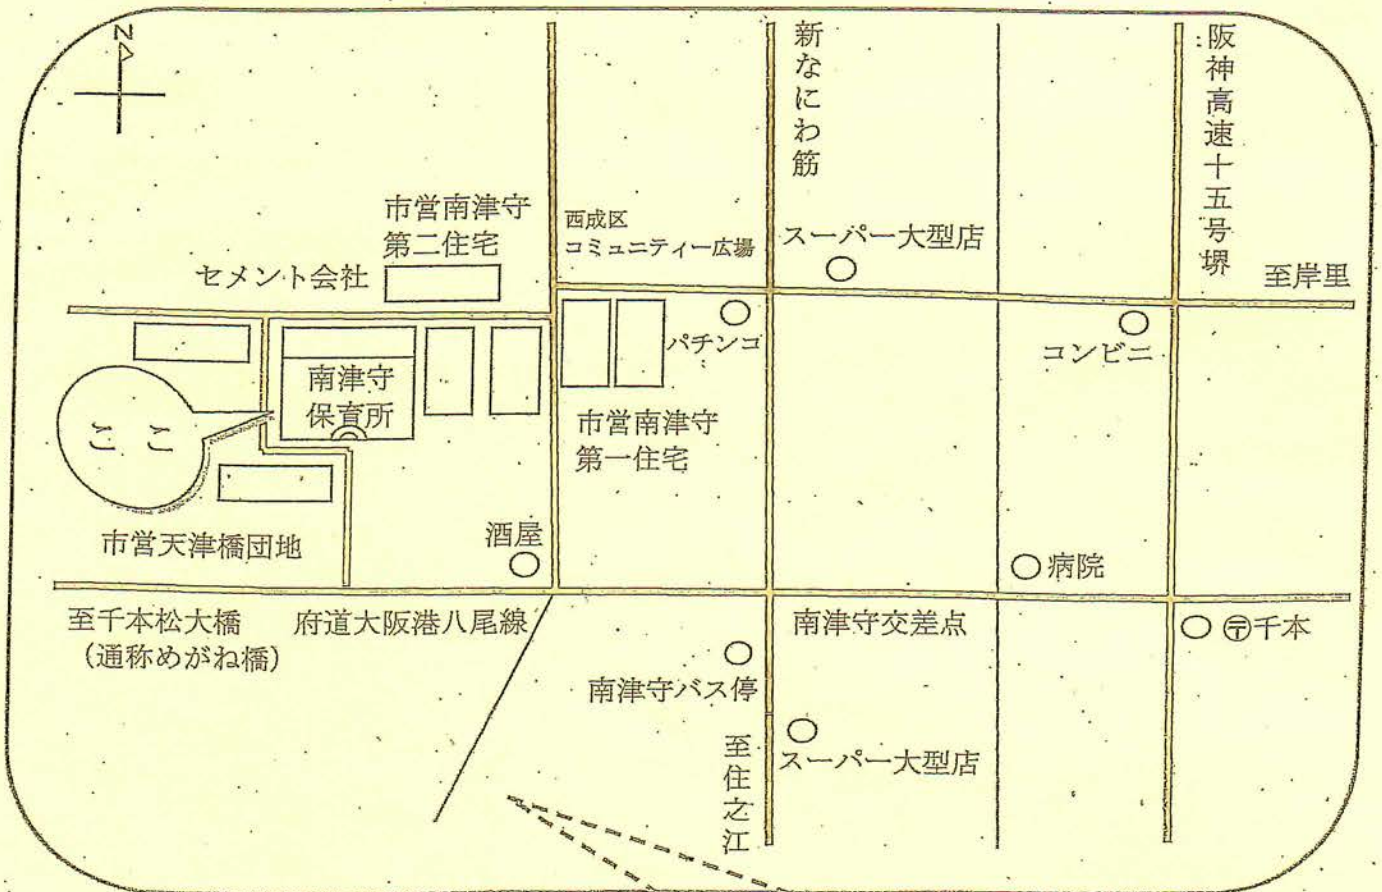 N
新なにわ筋
阪神高速十五号堺
市営南津守
第二住宅
西成区
コミュニティー広場
スーパー大型店
セメント会社
至岸里
パチンコ
コンビニ
南津守
保育所
ここ
市営南津守
第一住宅
市営天津橋団地
酒屋
病院
至千本松大橋
(通称めがね橋)
府道大阪港八尾線
南津守交差点
〒千本
南津守バス停
至住之江
スーパー大型店